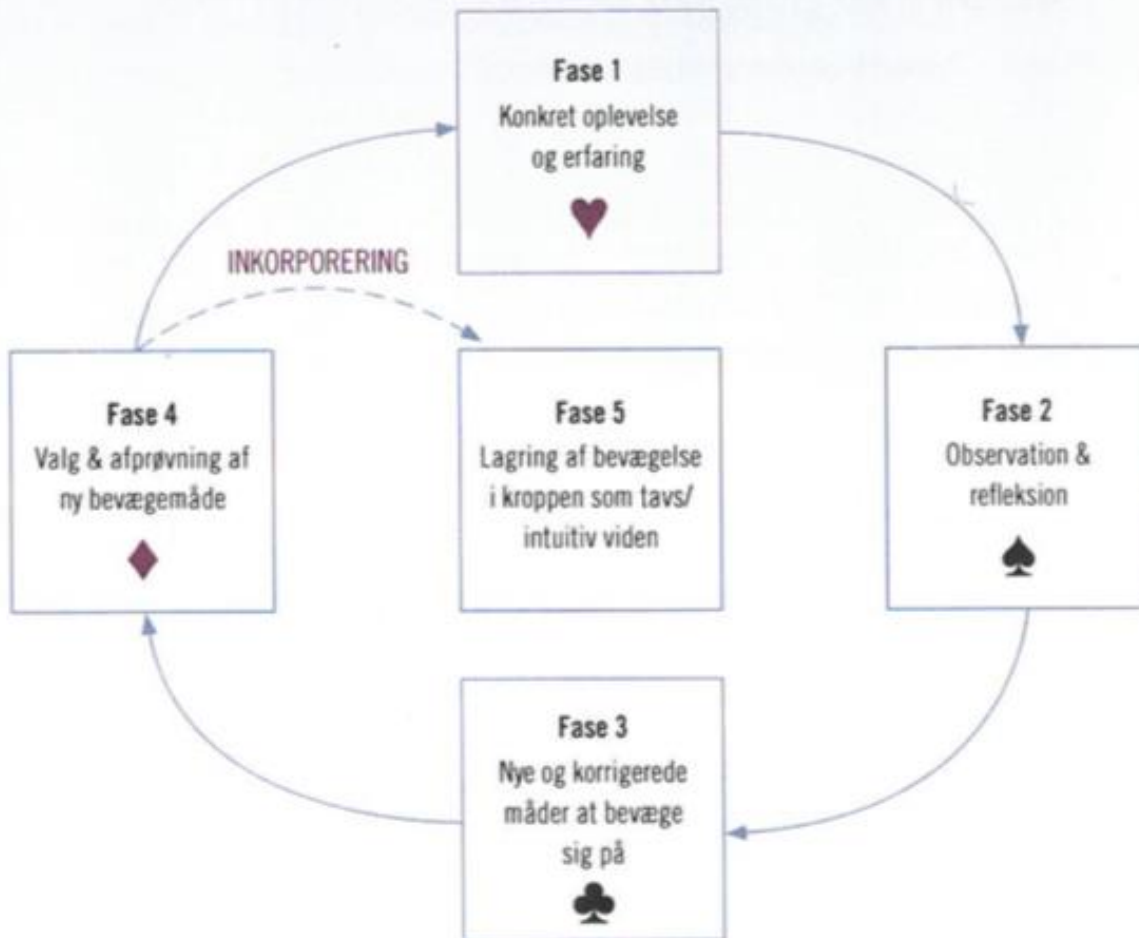 Fase 1
Konkret oplevelse
og erfaring
INKORPORERING
Fase 4
Valg & afprøvning af
ny bevægemåde
Fase 5
Lagring af bevægelse
i kroppen som tavs/
intuitiv viden
Fase 2
Observation &
refleksion
Fase 3
Nye og korrigerede
måder at bevæge
sig på